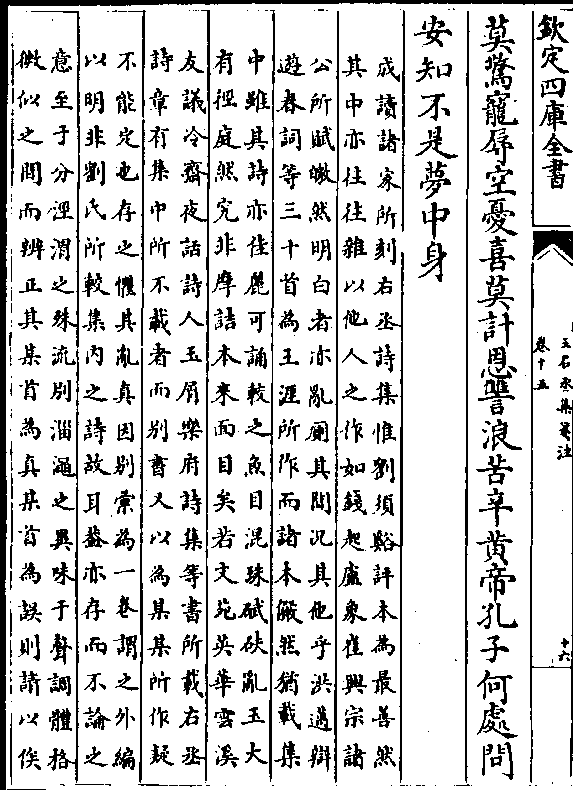 欽定四庫全書
王右丞集箋注
卷十五
十六
莫驚寵辱空憂喜莫計恩讐浪苦辛黃帝孔子何處問
安知不是夢中身
成讀諸家所刻右丞詩集惟劉須谿評本為最善然
其中亦往往雜以他人之作如錢起盧象崔興宗諸
公所賦皦然明白者亦亂厠其間況其他乎洪邁辯
遊春詞等三十首為王涯所作而諸本儼然猶載集
中雖其詩亦佳麗可誦較之魚目混珠碔砆亂玉大
有徑庭然究非摩詰本來面目矣若文苑英華雲溪
友議冷齋夜話詩人玉屑樂府詩集等書所載右丞
詩章有集中所不載者而別書又以為某某所作疑
不能定也存之懼其亂真因別彙為一卷謂之外編
以明非劉氏所較集內之詩故耳葢亦存而不論之
意至于分涇渭之殊流別淄澠之異味于聲調體格
微似之間而辨正其某首為真某首為誤則請以俟